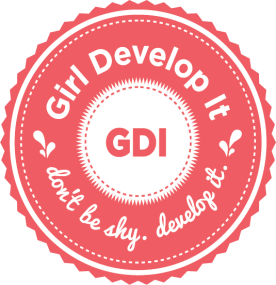 Girl Develop It
GDI
don't be shy. develop it.